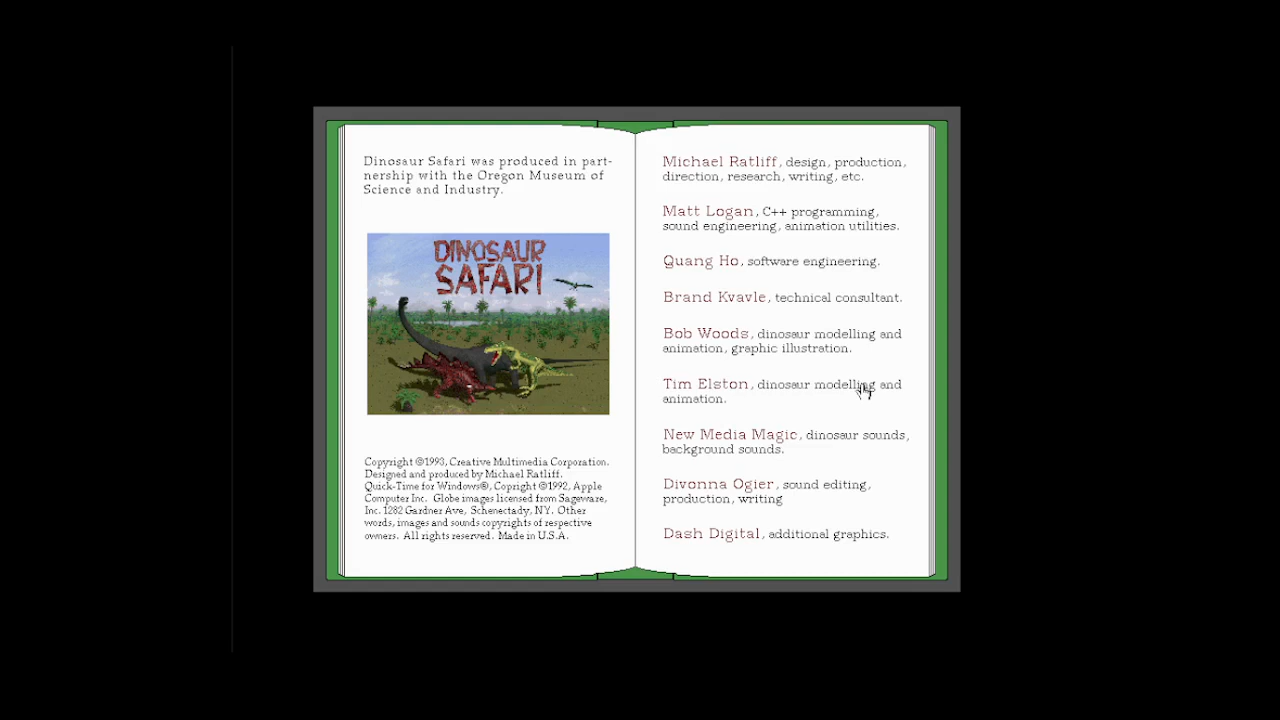 Dinosaur Safari was produced in part-
nership with the Oregon Museum of
Science and Industry.
DINOSAUR
SAFARI
Copyright ©1993, Creative Multimedia Corporation.
Designed and produced by Michael Ratliff.
Quick-Time for Windows®, Copright ©1992, Apple
Computer Inc. Globe images licensed from Sageware,
Inc. 1282 Gardner Ave, Schenectady, NY. Other
words, images and sounds copyrights of respective
owners. All rights reserved. Made in U.S.A.
Michael Ratliff, design, production,
direction, research, writing, etc.
Matt Logan, C++ programming,
sound engineering, animation utilities.
Quang Ho, software engineering.
Brand Kvavle, technical consultant.
Bob Woods, dinosaur modelling and
animation, graphic illustration.
Tim Elston, dinosaur modelling and
animation.
New Media Magic, dinosaur sounds,
background sounds.
Divonna Ogier, sound editing,
production, writing
Dash Digital, additional graphics.